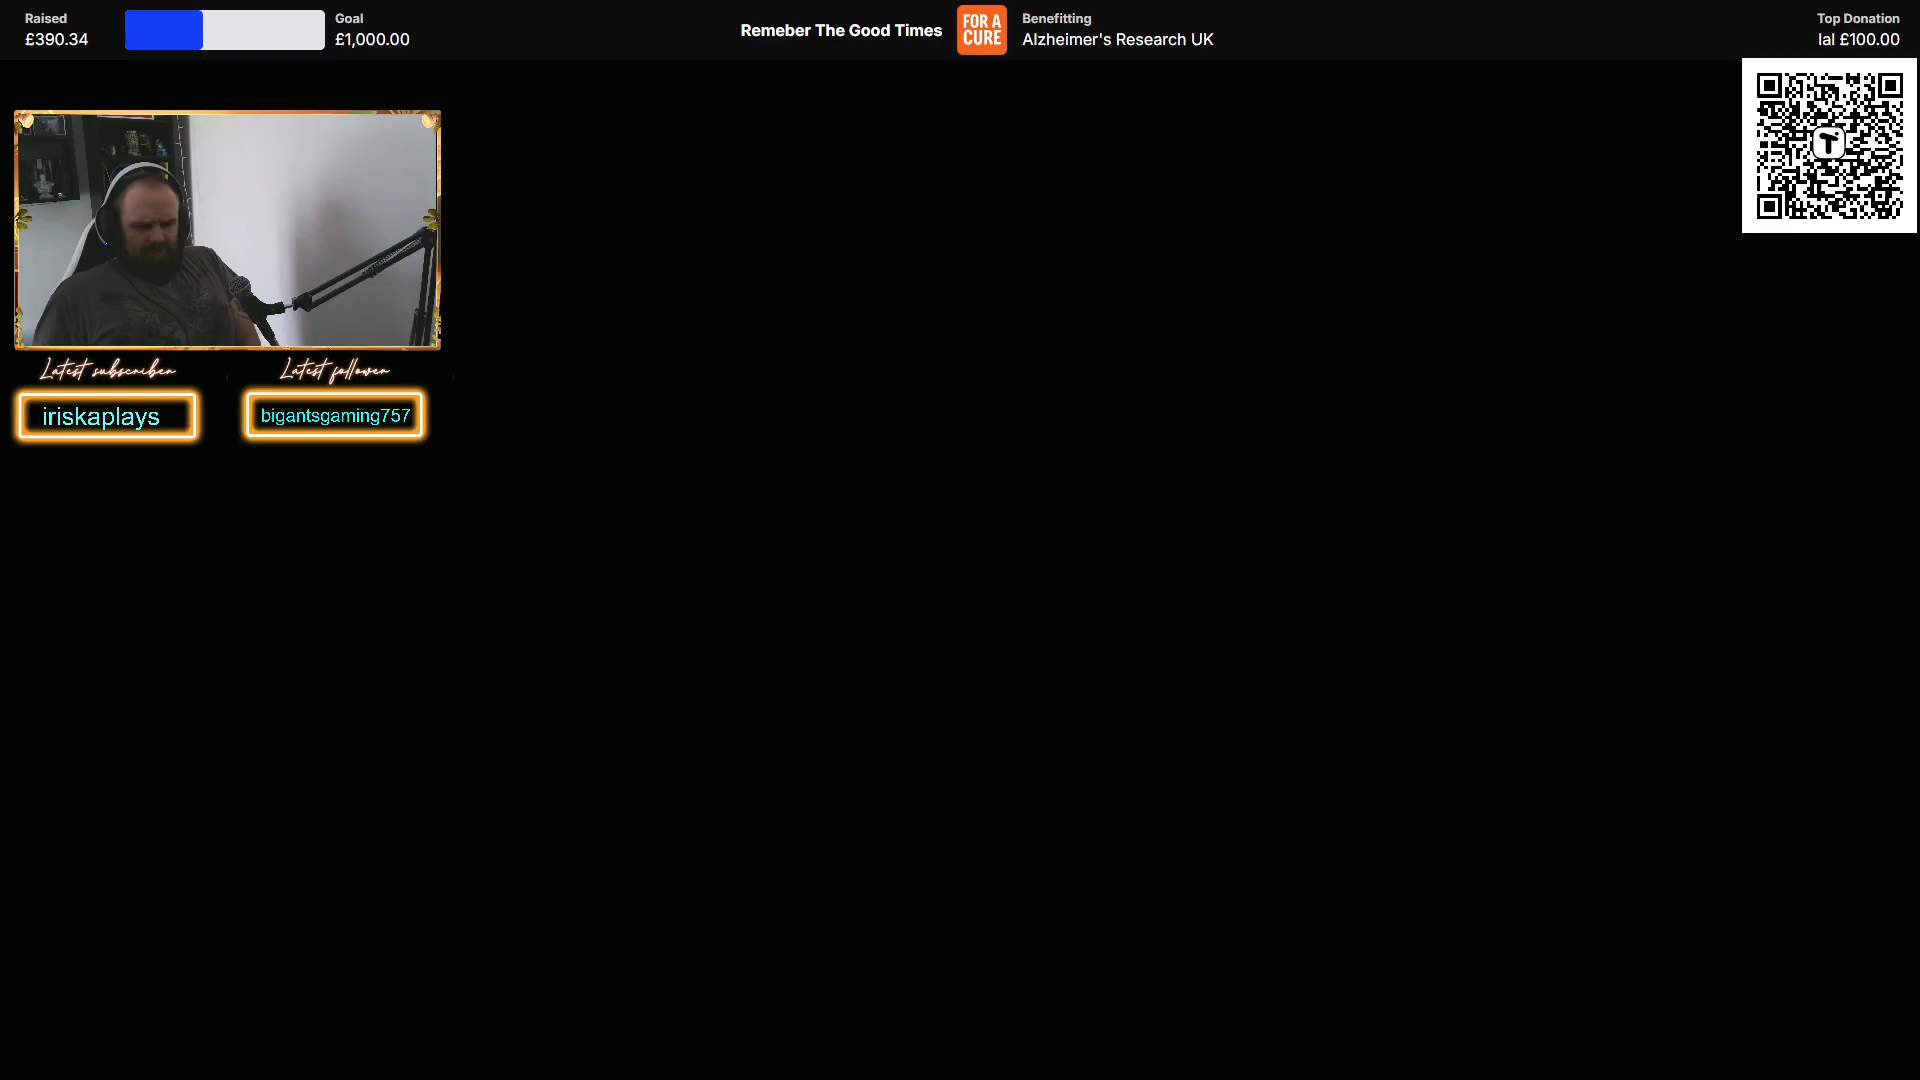 Raised
£390.34
Goal
£1,000.00
Remeber The Good Times
FOR A
CURE
Benefitting
Alzheimer's Research UK
Top Donation
lal £100.00
T
Latest subscriber
Latest follower
iriskaplays
bigantsgaming757